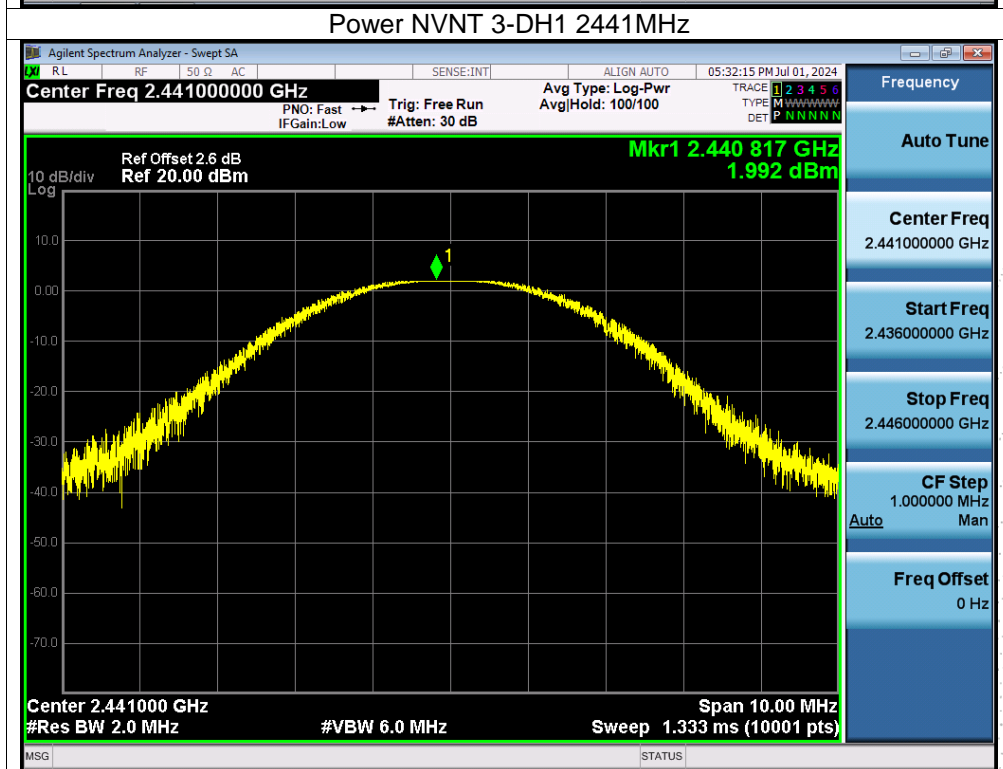 Power NVNT 3-DH1 2441MHz
Agilent Spectrum Analyzer - Swept SA
LXI RL RF 50 Ω AC SENSE:INT ALIGN AUTO 05:32:15 PM Jul 01, 2024
Center Freq 2.441000000 GHz
PNO: Fast
IFGain:Low
Trig: Free Run
#Atten: 30 dB
Avg Type: Log-Pwr
Avg|Hold: 100/100
TRACE 1 2 3 4 5 6
TYPE M WWWWW
DET P N N N N N
Frequency
Auto Tune
Center Freq
2.441000000 GHz
Start Freq
2.436000000 GHz
Stop Freq
2.446000000 GHz
CF Step
1.000000 MHz
Auto Man
Freq Offset
0 Hz
Mkr1 2.440 817 GHz
1.992 dBm
Ref Offset 2.6 dB
10 dB/div Ref 20.00 dBm
Log
1
10.0
0.00
-10.0
-20.0
-30.0
-40.0
-50.0
-60.0
-70.0
Center 2.441000 GHz Span 10.00 MHz
#Res BW 2.0 MHz #VBW 6.0 MHz Sweep 1.333 ms (10001 pts)
MSG STATUS